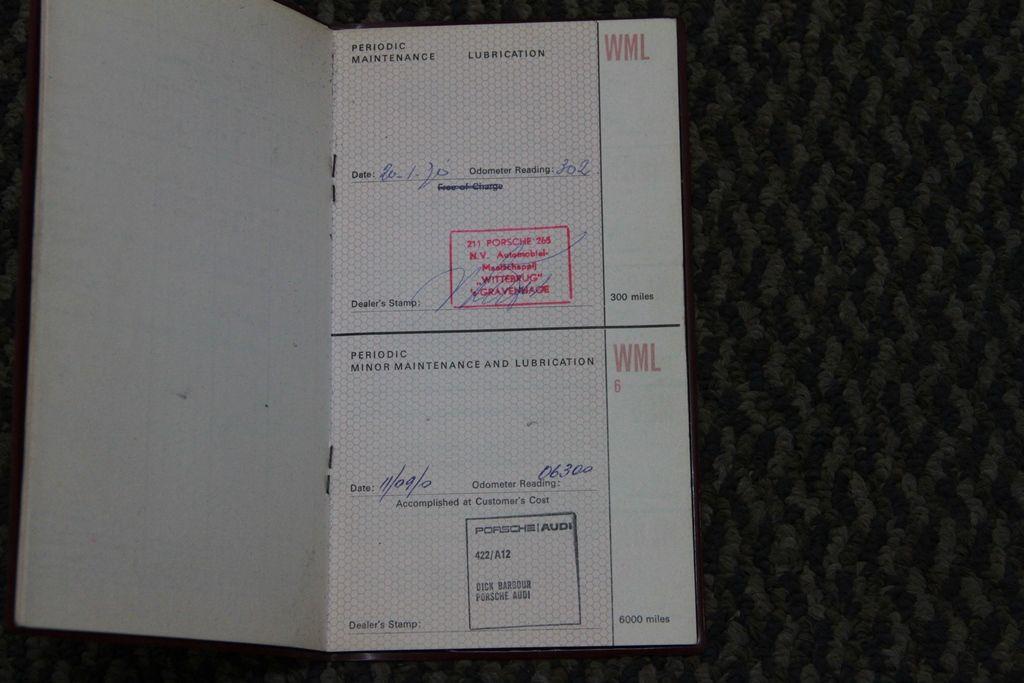 PERIODIC
MAINTENANCE LUBRICATION
WML
Date: 20-1- Odometer Reading: 302
Free of Charge
211 PORSCHE 265
N.V. Automobiel-
Maatschappij
„WITTEBRUG"
's GRAVENHAGE
Dealer's Stamp:
300 miles
PERIODIC
MINOR MAINTENANCE AND LUBRICATION
WML
6
Date: 11/09/0 Odometer Reading: 06300
Accomplished at Customer's Cost
PORSCHE AUDI
422/A12
DICK BARBOUR
PORSCHE AUDI
Dealer's Stamp:
6000 miles